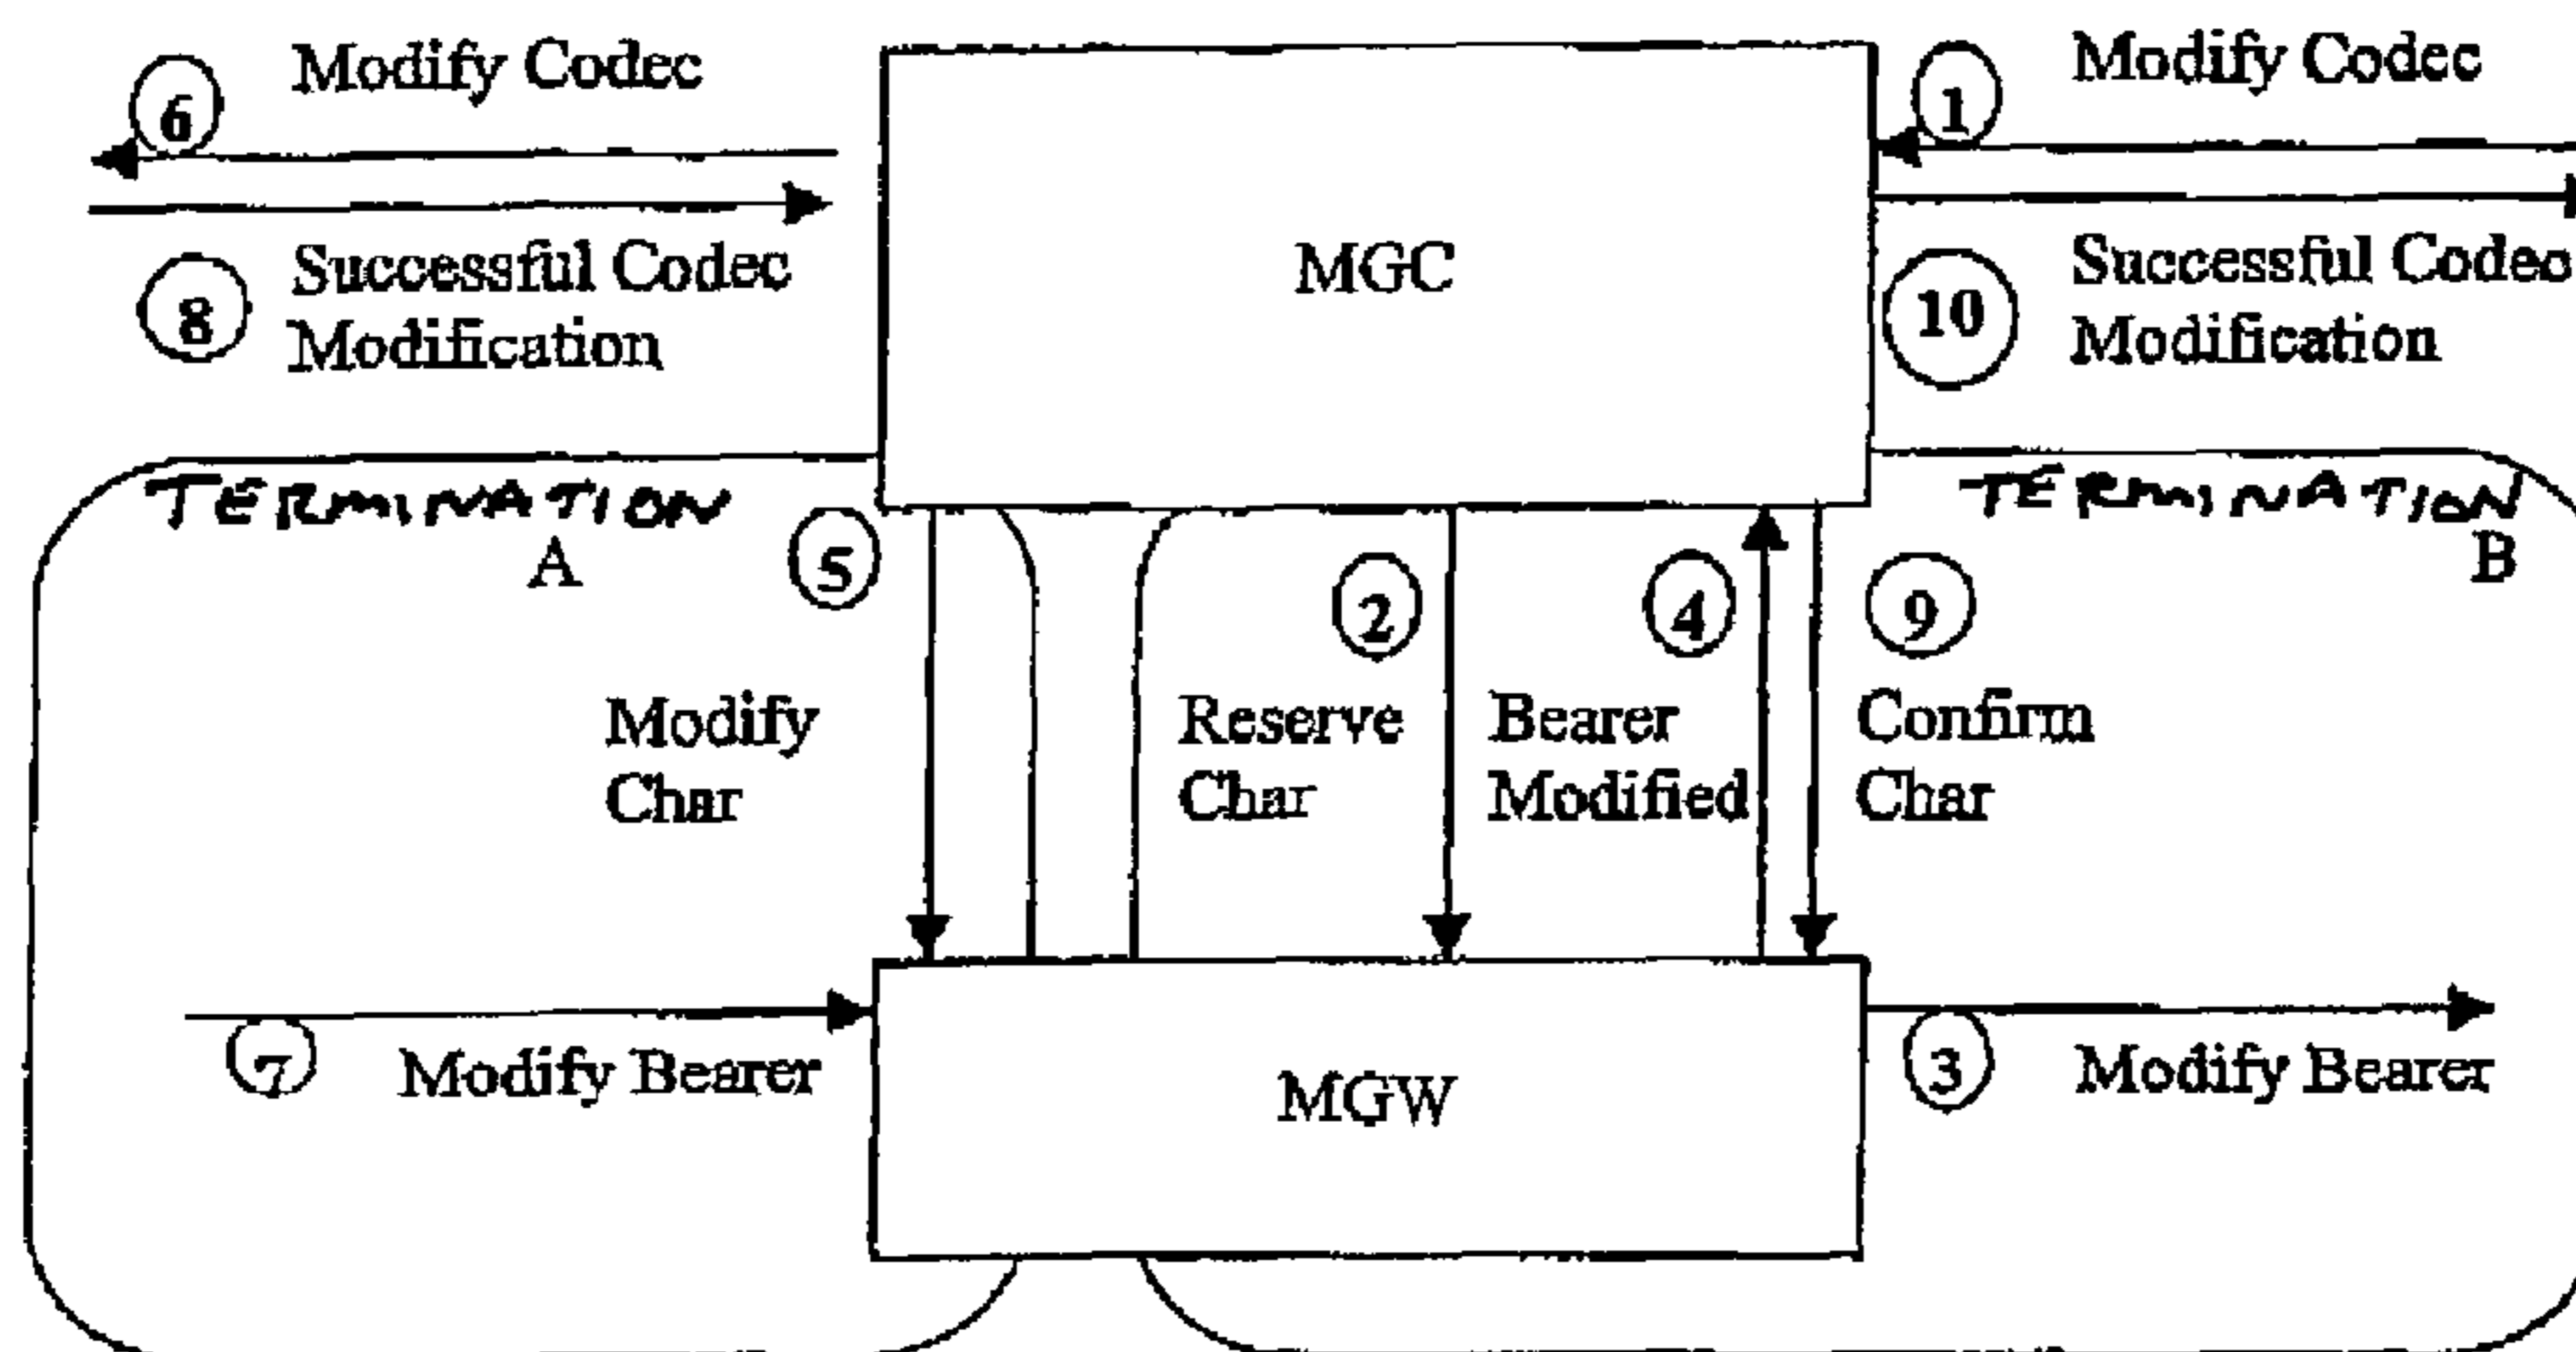 6
Modify Codec
8
Successful Codec
Modification
MGC
1
Modify Codec
10
Successful Codec
Modification
TERMINATION
A
TERMINATION
B
5
Modify
Char
2
Reserve
Char
4
Bearer
Modified
9
Confirm
Char
7
Modify Bearer
MGW
3
Modify Bearer